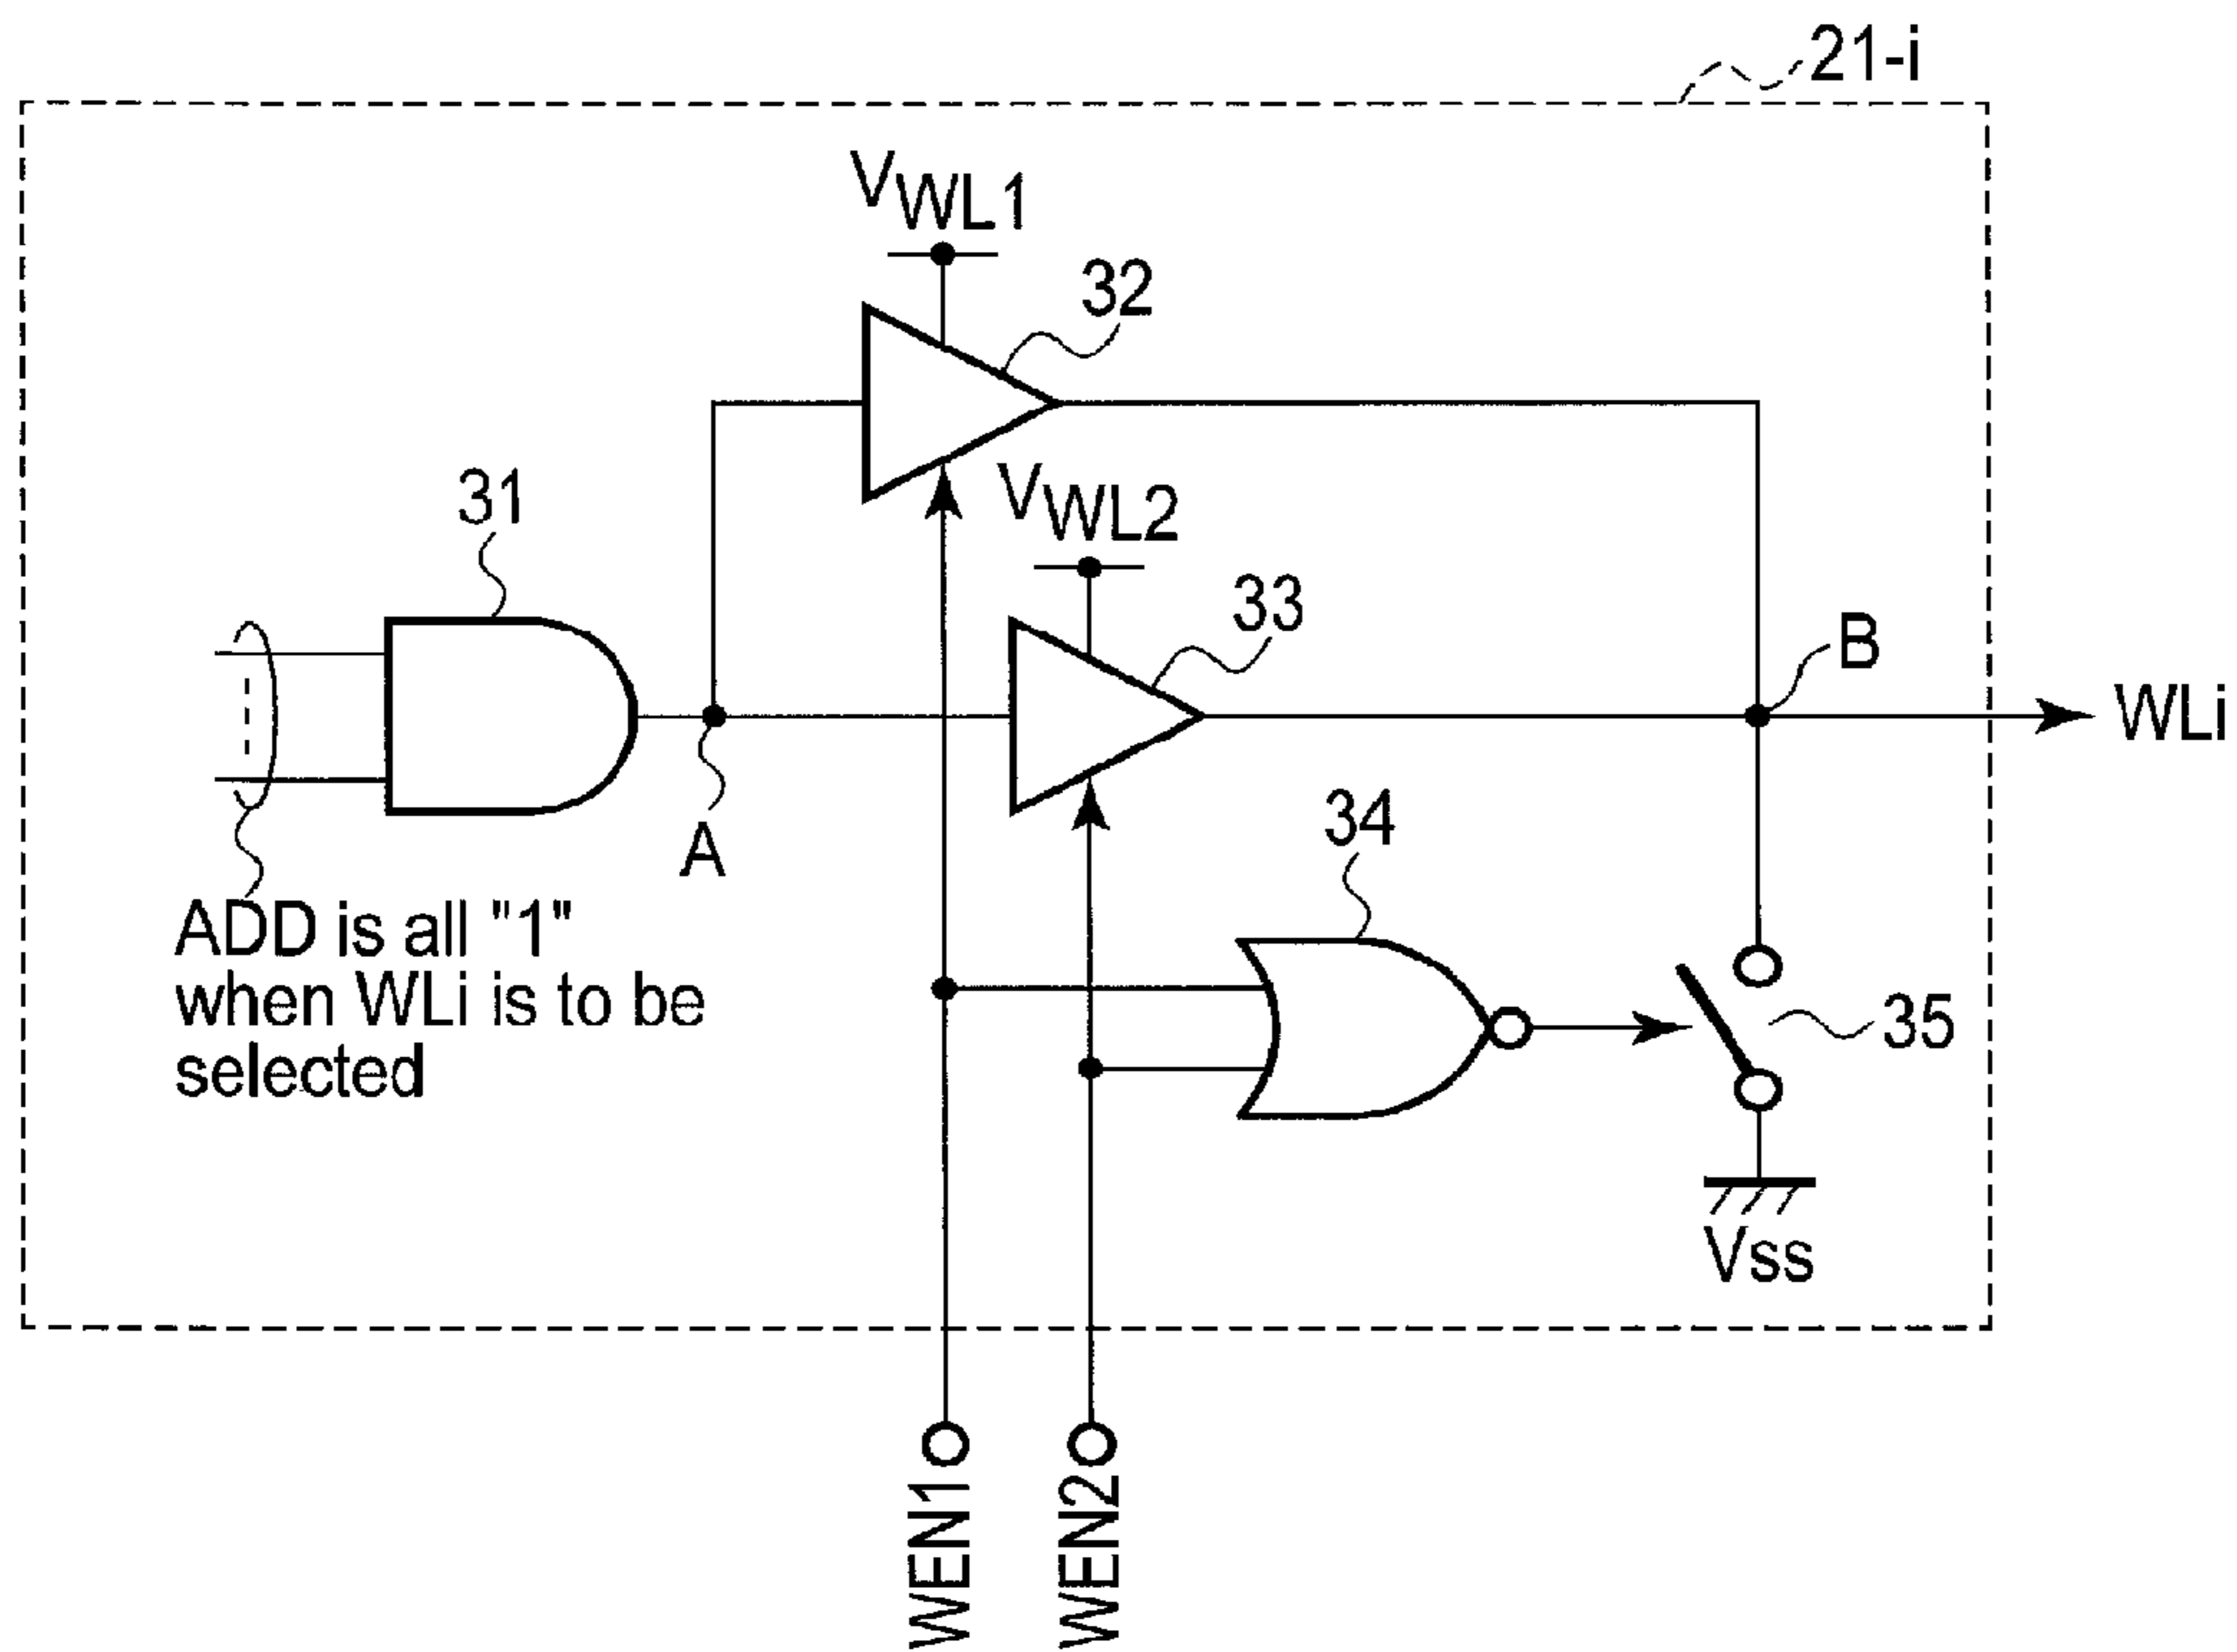 21-i
VWL1
32
VWL2
31
33
B
WLi
34
A
ADD is all "1"
when WLi is to be
selected
35
Vss
WEN1
WEN2